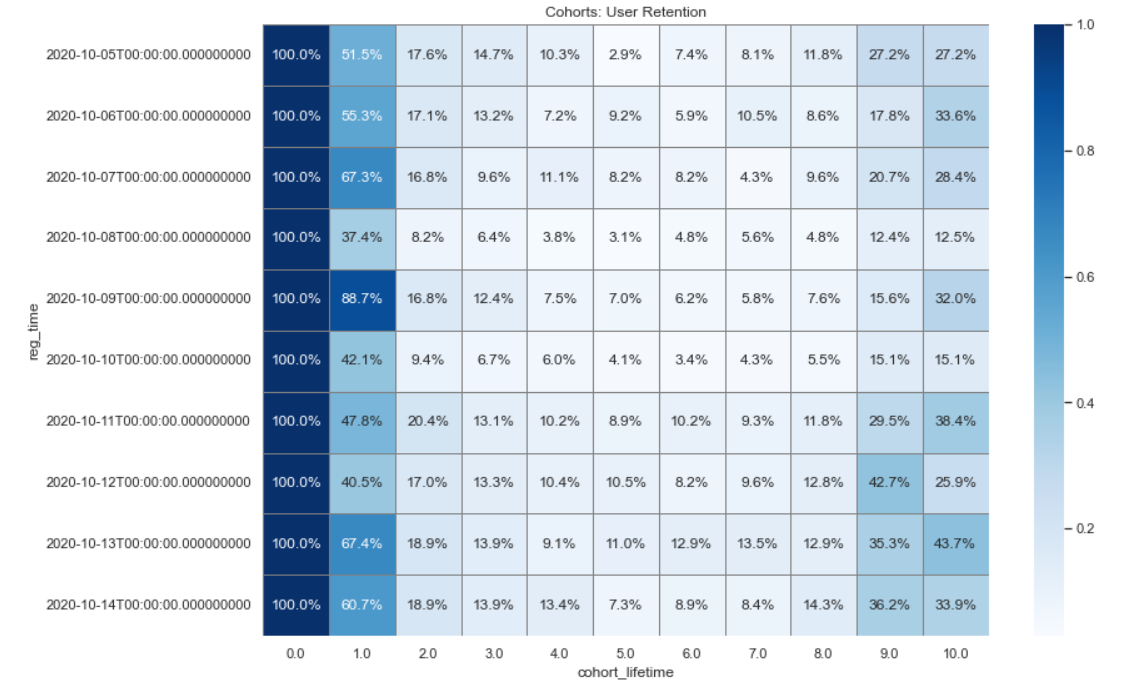 Cohorts: User Retention
2020-10-05T00:00:00.000000000 100.0% 51.5% 17.6% 14.7% 10.3% 2.9% 7.4% 8.1% 11.8% 27.2% 27.2%
2020-10-06T00:00:00.000000000 100.0% 55.3% 17.1% 13.2% 7.2% 9.2% 5.9% 10.5% 8.6% 17.8% 33.6%
2020-10-07T00:00:00.000000000 100.0% 67.3% 16.8% 9.6% 11.1% 8.2% 8.2% 4.3% 9.6% 20.7% 28.4%
2020-10-08T00:00:00.000000000 100.0% 37.4% 8.2% 6.4% 3.8% 3.1% 4.8% 5.6% 4.8% 12.4% 12.5%
2020-10-09T00:00:00.000000000 100.0% 88.7% 16.8% 12.4% 7.5% 7.0% 6.2% 5.8% 7.6% 15.6% 32.0%
2020-10-10T00:00:00.000000000 100.0% 42.1% 9.4% 6.7% 6.0% 4.1% 3.4% 4.3% 5.5% 15.1% 15.1%
2020-10-11T00:00:00.000000000 100.0% 47.8% 20.4% 13.1% 10.2% 8.9% 10.2% 9.3% 11.8% 29.5% 38.4%
2020-10-12T00:00:00.000000000 100.0% 40.5% 17.0% 13.3% 10.4% 10.5% 8.2% 9.6% 12.8% 42.7% 25.9%
2020-10-13T00:00:00.000000000 100.0% 67.4% 18.9% 13.9% 9.1% 11.0% 12.9% 13.5% 12.9% 35.3% 43.7%
2020-10-14T00:00:00.000000000 100.0% 60.7% 18.9% 13.9% 13.4% 7.3% 8.9% 8.4% 14.3% 36.2% 33.9%
reg_time
0.0 1.0 2.0 3.0 4.0 5.0 6.0 7.0 8.0 9.0 10.0
cohort_lifetime
1.0
0.8
0.6
0.4
0.2